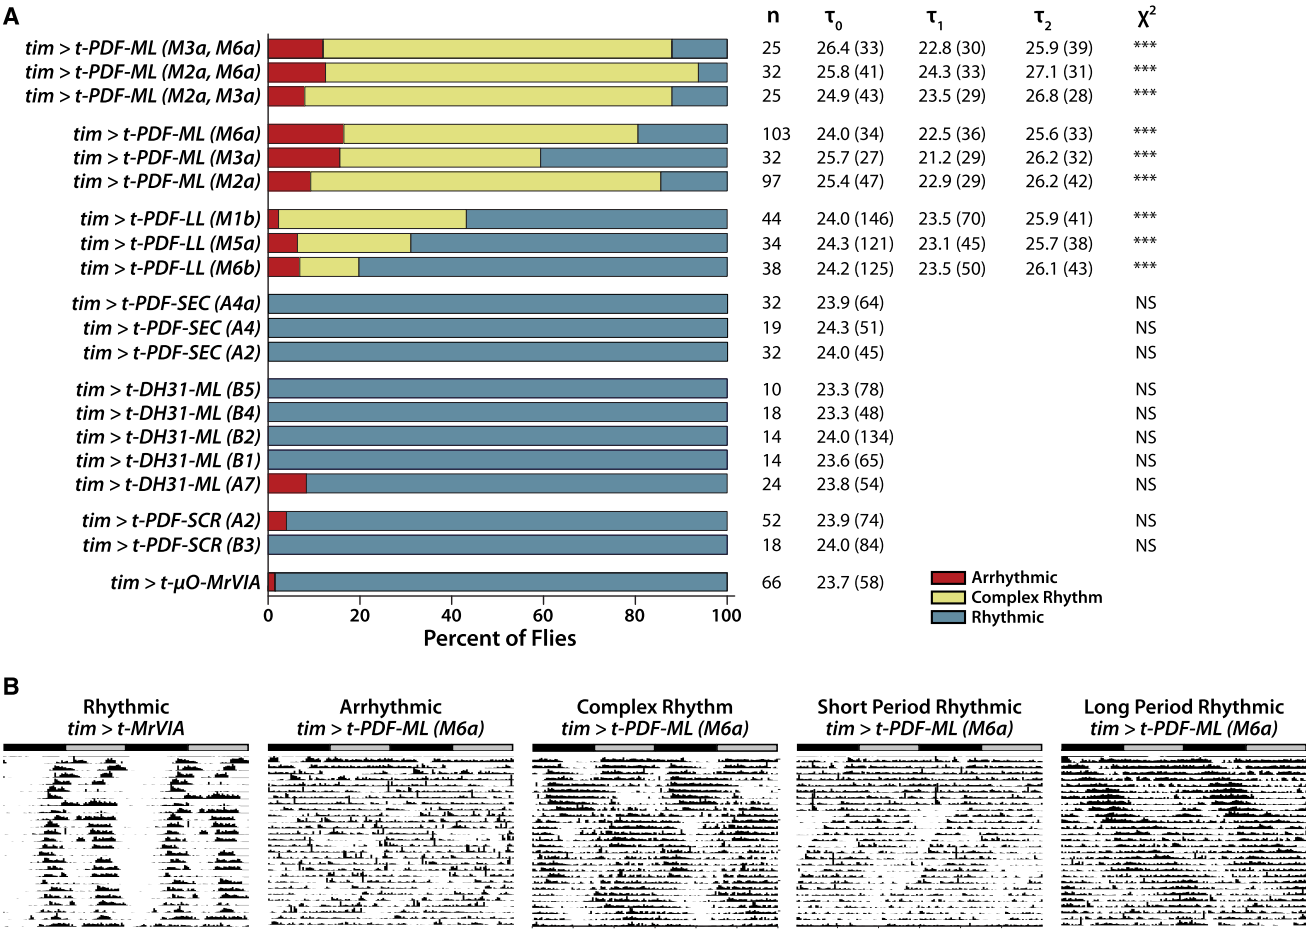 A
n τ0 τ1 τ2 χ²
tim > t-PDF-ML (M3a, M6a) 25 26.4 (33) 22.8 (30) 25.9 (39) ***
tim > t-PDF-ML (M2a, M6a) 32 25.8 (41) 24.3 (33) 27.1 (31) ***
tim > t-PDF-ML (M2a, M3a) 25 24.9 (43) 23.5 (29) 26.8 (28) ***
tim > t-PDF-ML (M6a) 103 24.0 (34) 22.5 (36) 25.6 (33) ***
tim > t-PDF-ML (M3a) 32 25.7 (27) 21.2 (29) 26.2 (32) ***
tim > t-PDF-ML (M2a) 97 25.4 (47) 22.9 (29) 26.2 (42) ***
tim > t-PDF-LL (M1b) 44 24.0 (146) 23.5 (70) 25.9 (41) ***
tim > t-PDF-LL (M5a) 34 24.3 (121) 23.1 (45) 25.7 (38) ***
tim > t-PDF-LL (M6b) 38 24.2 (125) 23.5 (50) 26.1 (43) ***
tim > t-PDF-SEC (A4a) 32 23.9 (64) NS
tim > t-PDF-SEC (A4) 19 24.3 (51) NS
tim > t-PDF-SEC (A2) 32 24.0 (45) NS
tim > t-DH31-ML (B5) 10 23.3 (78) NS
tim > t-DH31-ML (B4) 18 23.3 (48) NS
tim > t-DH31-ML (B2) 14 24.0 (134) NS
tim > t-DH31-ML (B1) 14 23.6 (65) NS
tim > t-DH31-ML (A7) 24 23.8 (54) NS
tim > t-PDF-SCR (A2) 52 23.9 (74) NS
tim > t-PDF-SCR (B3) 18 24.0 (84) NS
tim > t-μO-MrVIA 66 23.7 (58)
Arrhythmic
Complex Rhythm
Rhythmic
0 20 40 60 80 100
Percent of Flies
B
Rhythmic
tim > t-MrVIA
Arrhythmic
tim > t-PDF-ML (M6a)
Complex Rhythm
tim > t-PDF-ML (M6a)
Short Period Rhythmic
tim > t-PDF-ML (M6a)
Long Period Rhythmic
tim > t-PDF-ML (M6a)